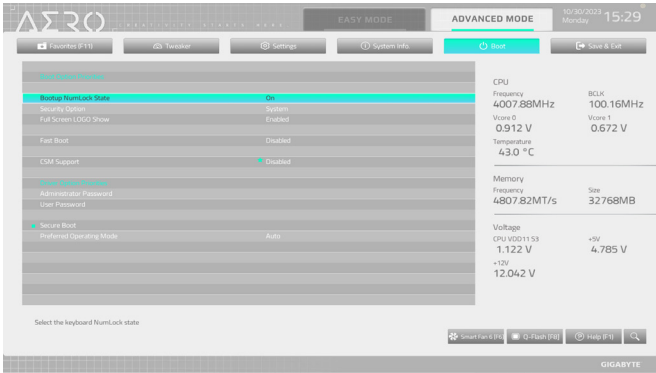 AERO
EASY MODE
ADVANCED MODE
10/30/2023
Monday
15:29
Favorites (F11)
Tweaker
Settings
System Info.
Boot
Save & Exit
Bootup NumLock State On
Security Option System
Full Screen LOGO Show Enabled
Fast Boot Disabled
CSM Support Disabled
Administrator Password
User Password
Secure Boot
Preferred Operating Mode Auto
CPU
Frequency BCLK
4007.88MHz 100.16MHz
Vcore 0 Vcore 1
0.912 V 0.672 V
Temperature
43.0 °C
Memory
Frequency Size
4807.82MT/s 32768MB
Voltage
CPU VDD11 S3 +5V
1.122 V 4.785 V
+12V
12.042 V
Select the keyboard NumLock state
Smart Fan 6 (F6)
Q-Flash (F8)
Help (F1)
GIGABYTE